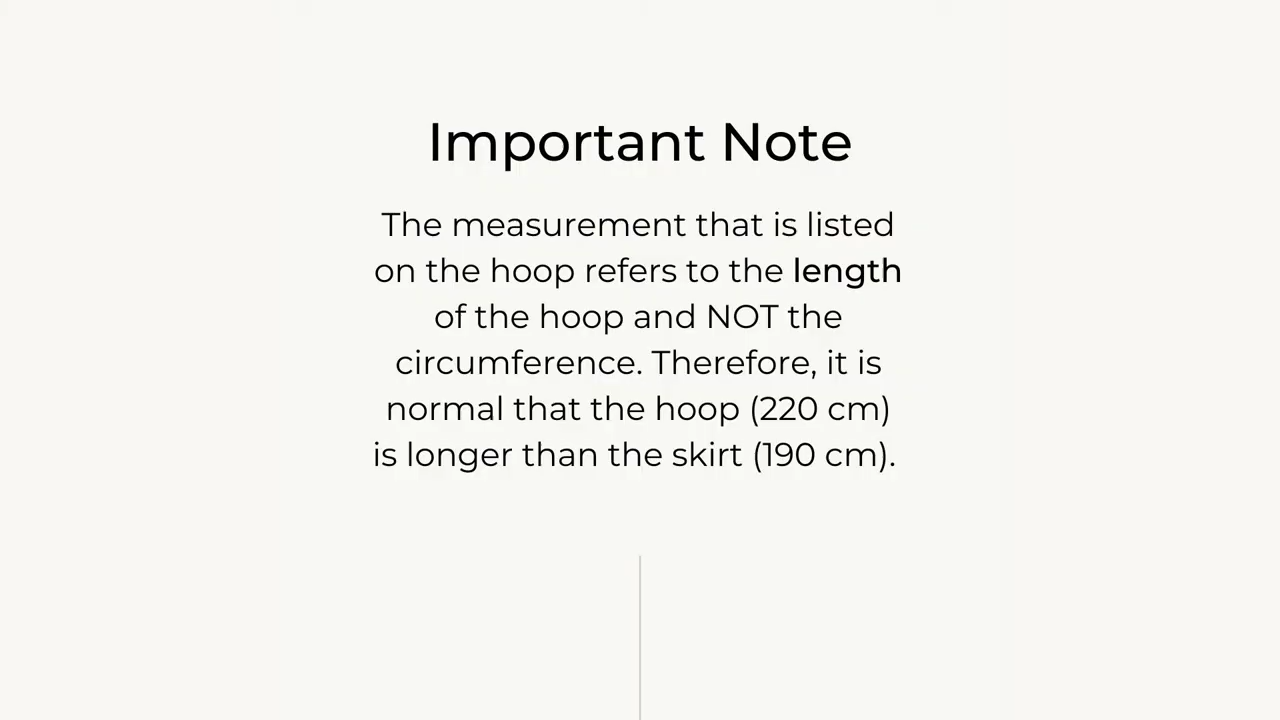 Important Note
The measurement that is listed
on the hoop refers to the length
of the hoop and NOT the
circumference. Therefore, it is
normal that the hoop (220 cm)
is longer than the skirt (190 cm).